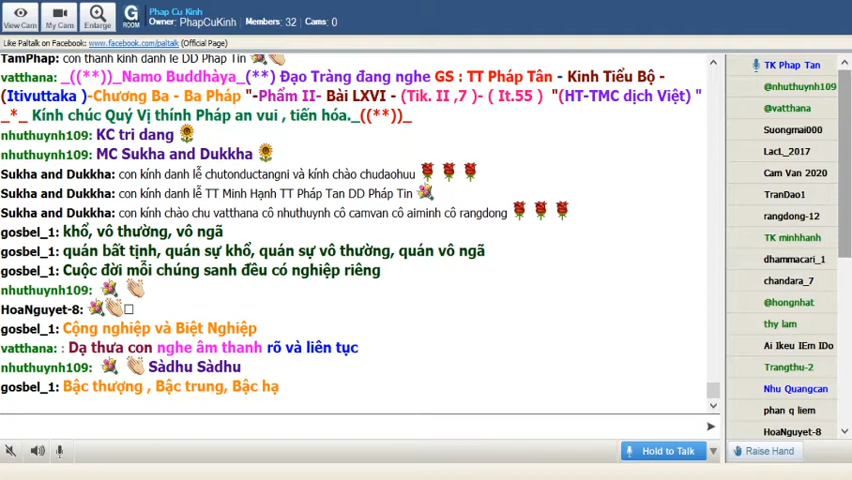 View Cam
My Cam
Enlarge
G
ROOM
Phap Cu Kinh
Owner: PhapCuKinh Members: 32 Cams: 0
Like Paltalk on Facebook: www.facebook.com/paltalk (Official Page)
TamPhap: con thanh kinh danh le DD Phap Tin
vatthana: _((**))_Namo Buddhàya_(**) Đạo Tràng đang nghe GS : TT Pháp Tân - Kinh Tiểu Bộ -
(Itivuttaka )-Chương Ba - Ba Pháp "-Phẩm II- Bài LXVI - (Tik. II ,7 )- ( It.55 ) "(HT-TMC dịch Việt) "
_*_ Kính chúc Quý Vị thính Pháp an vui , tiến hóa._((**))_
nhuthuynh109: KC tri dang
nhuthuynh109: MC Sukha and Dukkha
Sukha and Dukkha: con kính danh lễ chutonductangni và kính chào chudaohuu
Sukha and Dukkha: con kính danh lễ TT Minh Hạnh TT Pháp Tan DD Pháp Tin
Sukha and Dukkha: con kính chào chu vatthana cô nhuthuynh cô camvan cô aiminh cô rangdong
gosbel_1: khổ, vô thường, vô ngã
gosbel_1: quán bất tịnh, quán sự khổ, quán sự vô thường, quán vô ngã
gosbel_1: Cuộc đời mỗi chúng sanh đều có nghiệp riêng
nhuthuynh109:
HoaNguyet-8:
gosbel_1: Cộng nghiệp và Biệt Nghiệp
vatthana: : Dạ thưa con nghe âm thanh rõ và liên tục
nhuthuynh109: Sàdhu Sàdhu
gosbel_1: Bậc thượng , Bậc trung, Bậc hạ
TK Phap Tan
@nhuthuynh109
@vatthana
Suongmai000
LacL_2017
Cam Van 2020
TranDao1
rangdong-12
TK minhhanh
dhammacari_1
chandara_7
@hongnhat
thy lam
Ai Ikeu IEm IDo
Trangthu-2
Nhu Quangcan
phan q liem
HoaNguyet-8
Hold to Talk
Raise Hand